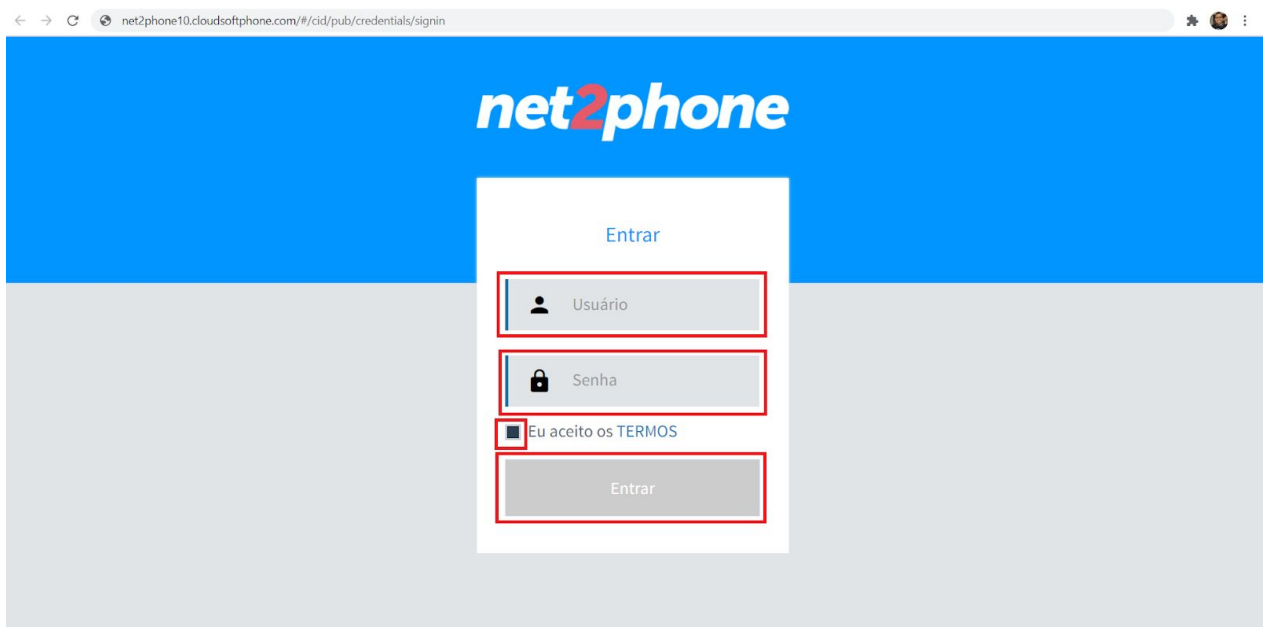 net2phone10.cloudsoftphone.com/#/cid/pub/credentials/signin
net2phone
Entrar
Usuário
Senha
Eu aceito os TERMOS
Entrar